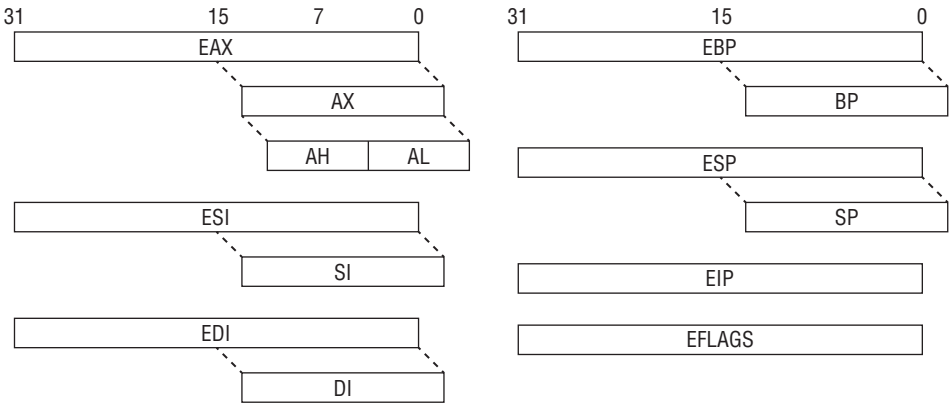 31 15 7 0
EAX
AX
AH AL
ESI
SI
EDI
DI
31 15 0
EBP
BP
ESP
SP
EIP
EFLAGS